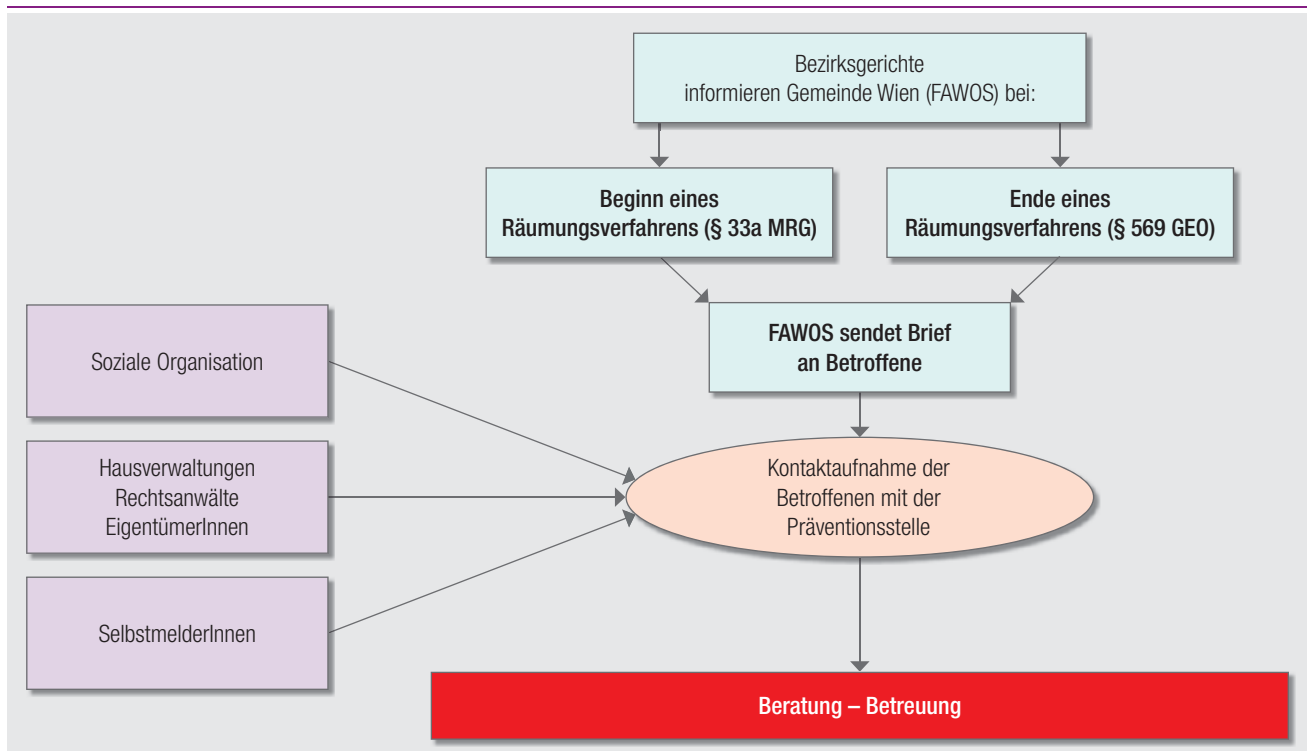 Bezirksgerichte
informieren Gemeinde Wien (FAWOS) bei:
Beginn eines
Räumungsverfahrens (§ 33a MRG)
Ende eines
Räumungsverfahrens (§ 569 GEO)
FAWOS sendet Brief
an Betroffene
Soziale Organisation
Hausverwaltungen
Rechtsanwälte
EigentümerInnen
SelbstmelderInnen
Kontaktaufnahme der
Betroffenen mit der
Präventionsstelle
Beratung – Betreuung